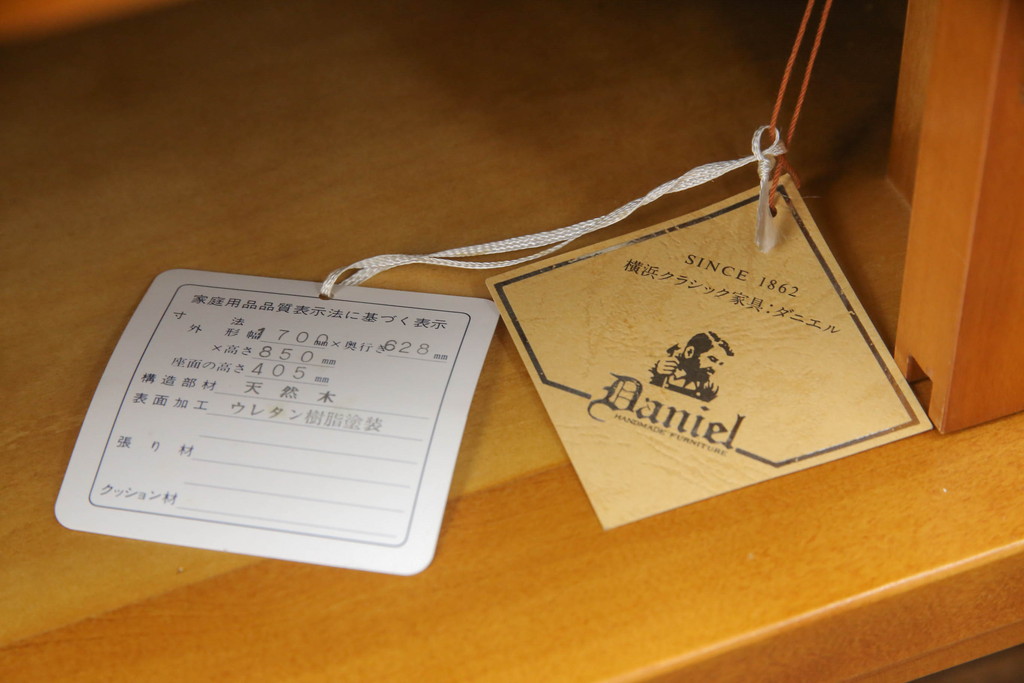 家庭用品品質表示法に基づく表示
寸 法
外 形 幅1700mm×奥行き628mm
×高さ850mm
座面の高さ405mm
構造部材 天然木
表面加工 ウレタン樹脂塗装
張り材
クッション材
SINCE 1862
横浜クラシック家具:ダニエル
Daniel
HANDMADE FURNITURE